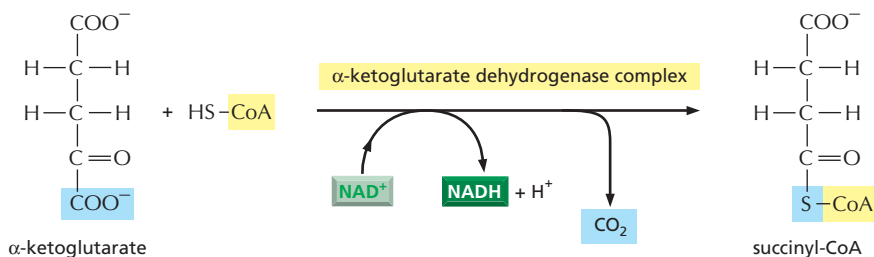 COO⁻
H—C—H
H—C—H
C=O
COO⁻
α-ketoglutarate
+ HS–CoA
α-ketoglutarate dehydrogenase complex
NAD⁺
NADH + H⁺
CO₂
COO⁻
H—C—H
H—C—H
C=O
S–CoA
succinyl-CoA